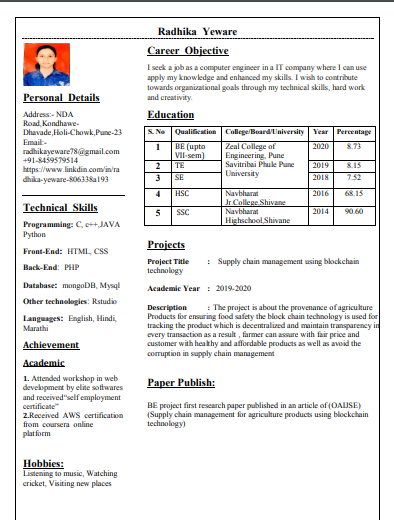 Radhika Yeware
Personal Details
Address:- NDA
Road,Kondhawe-
Dhavade,Holi-Chowk,Pune-23
Email:-
radhikayeware78@gmail.com
+91-8459579514
https://www.linkdin.com/in/ra
dhika-yeware-806338a193
Technical Skills
Programming: C, c++,JAVA
Python
Front-End: HTML, CSS
Back-End: PHP
Database: mongoDB, Mysql
Other technologies: Rstudio
Languages: English, Hindi,
Marathi
Achievement
Academic
1. Attended workshop in web
development by elite softwares
and received“self employment
certificate”
2.Received AWS certification
from coursera online
platform
Hobbies:
Listening to music, Watching
cricket, Visiting new places
Career Objective
I seek a job as a computer engineer in a IT company where I can use
apply my knowledge and enhanced my skills. I wish to contribute
towards organizational goals through my technical skills, hard work
and creativity.
Education
S. No Qualification College/Board/University Year Percentage
1 BE (upto VII-sem) Zeal College of Engineering, Pune Savitribai Phule Pune University 2020 8.73
2 TE 2019 8.15
3 SE 2018 7.52
4 HSC Navbharat Jr.College,Shivane 2016 68.15
5 SSC Navbharat Highschool,Shivane 2014 90.60
Projects
Project Title : Supply chain management using blockchain
technology
Academic Year : 2019-2020
Description : The project is about the provenance of agriculture
Products for ensuring food safety the block chain technology is used for
tracking the product which is decentralized and maintain transparency in
every transaction as a result , farmer can assure with fair price and
customer with healthy and affordable products as well as avoid the
corruption in supply chain management
Paper Publish:
BE project first research paper published in an article of (OAIJSE)
(Supply chain management for agriculture products using blockchain
technology)